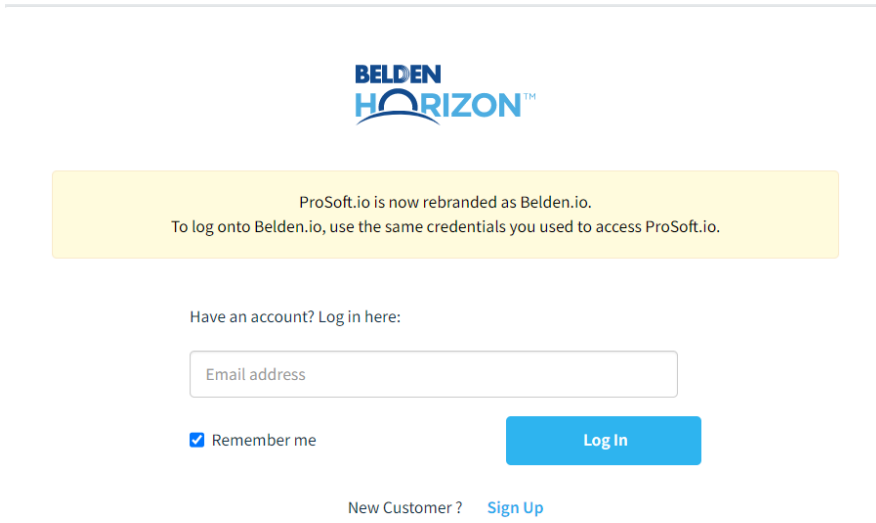 BELDEN
HORIZON™
ProSoft.io is now rebranded as Belden.io.
To log onto Belden.io, use the same credentials you used to access ProSoft.io.
Have an account? Log in here:
Email address
Remember me
Log In
New Customer ? Sign Up